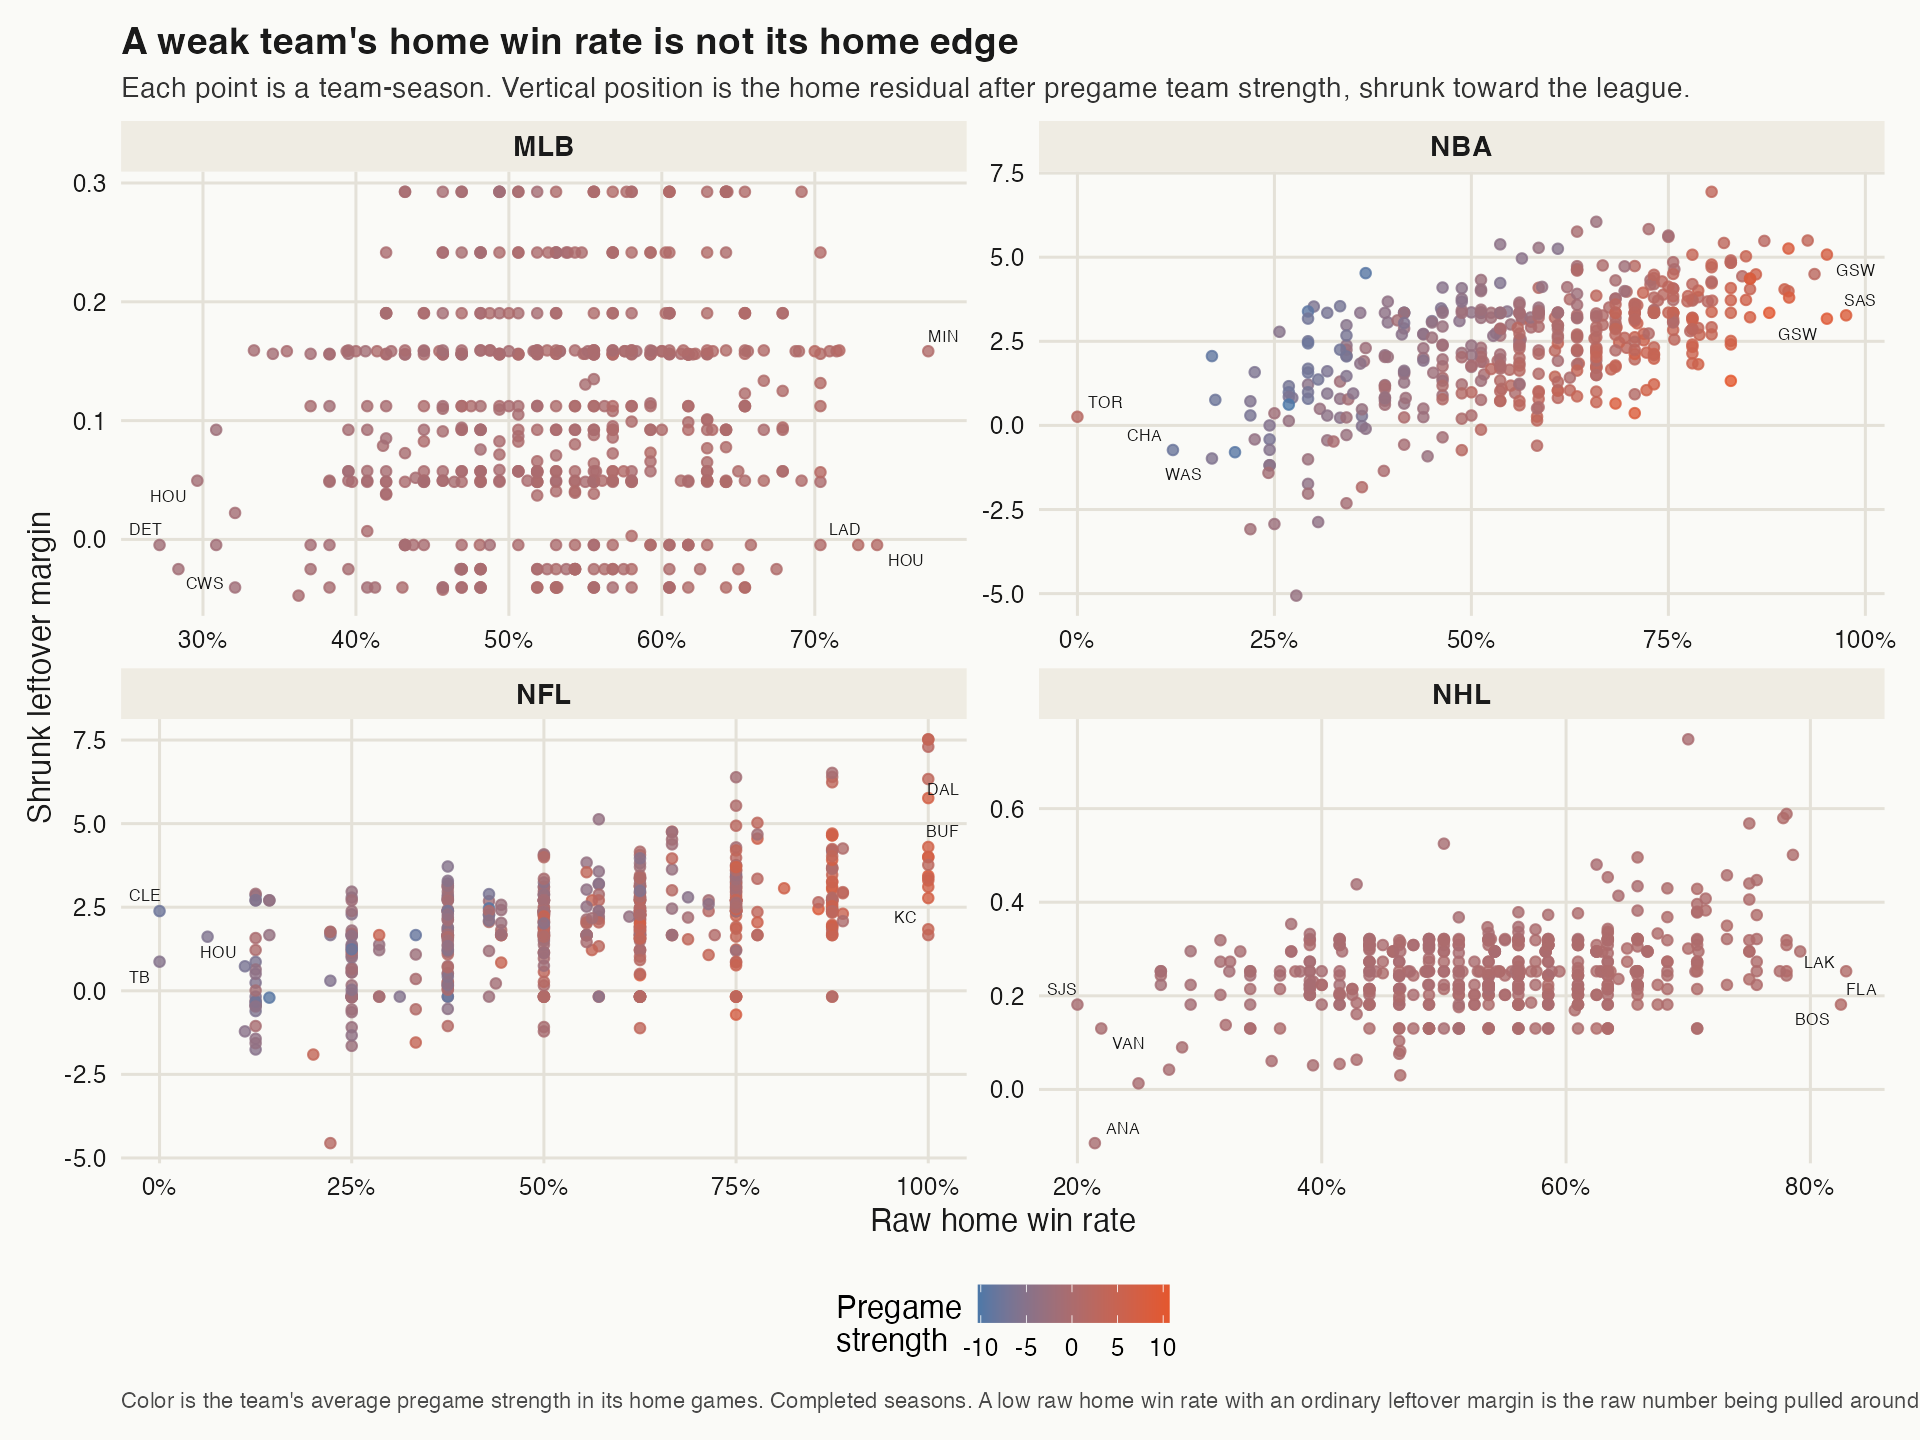 A weak team's home win rate is not its home edge
Each point is a team-season. Vertical position is the home residual after pregame team strength, shrunk toward the league.
MLB
0.3
0.2
0.1
0.0
MIN
HOU
DET
CWS
LAD
HOU
30% 40% 50% 60% 70%
NBA
7.5
5.0
2.5
0.0
-2.5
-5.0
GSW
SAS
GSW
TOR
CHA
WAS
0% 25% 50% 75% 100%
Shrunk leftover margin
NFL
7.5
5.0
2.5
0.0
-2.5
-5.0
DAL
BUF
CLE
KC
HOU
TB
0% 25% 50% 75% 100%
NHL
0.6
0.4
0.2
0.0
LAK
SJS
FLA
BOS
VAN
ANA
20% 40% 60% 80%
Raw home win rate
Pregame
strength
-10 -5 0 5 10
Color is the team's average pregame strength in its home games. Completed seasons. A low raw home win rate with an ordinary leftover margin is the raw number being pulled around